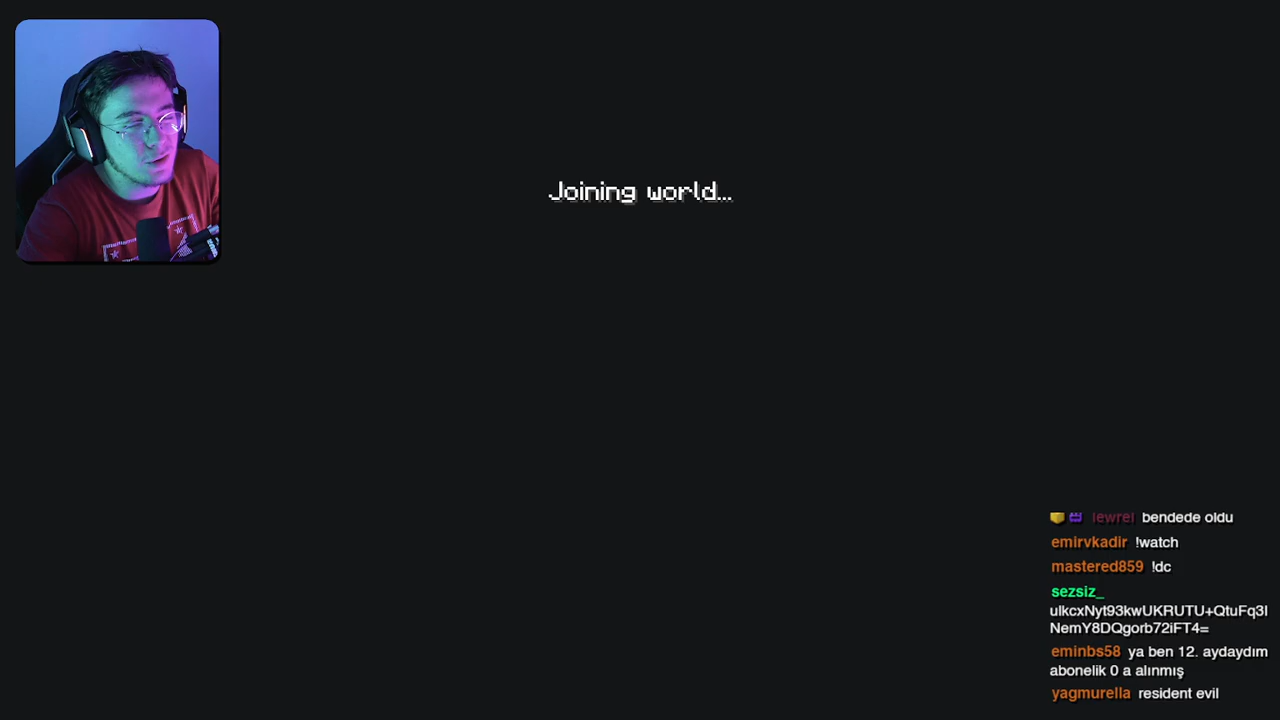 Joining world...
lewrel bendede oldu
emirvkadir !watch
mastered859 !dc
sezsiz_
ulkcxNyt93kwUKRUTU+QtuFq3l
NemY8DQgorb72iFT4=
eminbs58 ya ben 12. aydaydım
abonelik 0 a alınmış
yagmurella resident evil